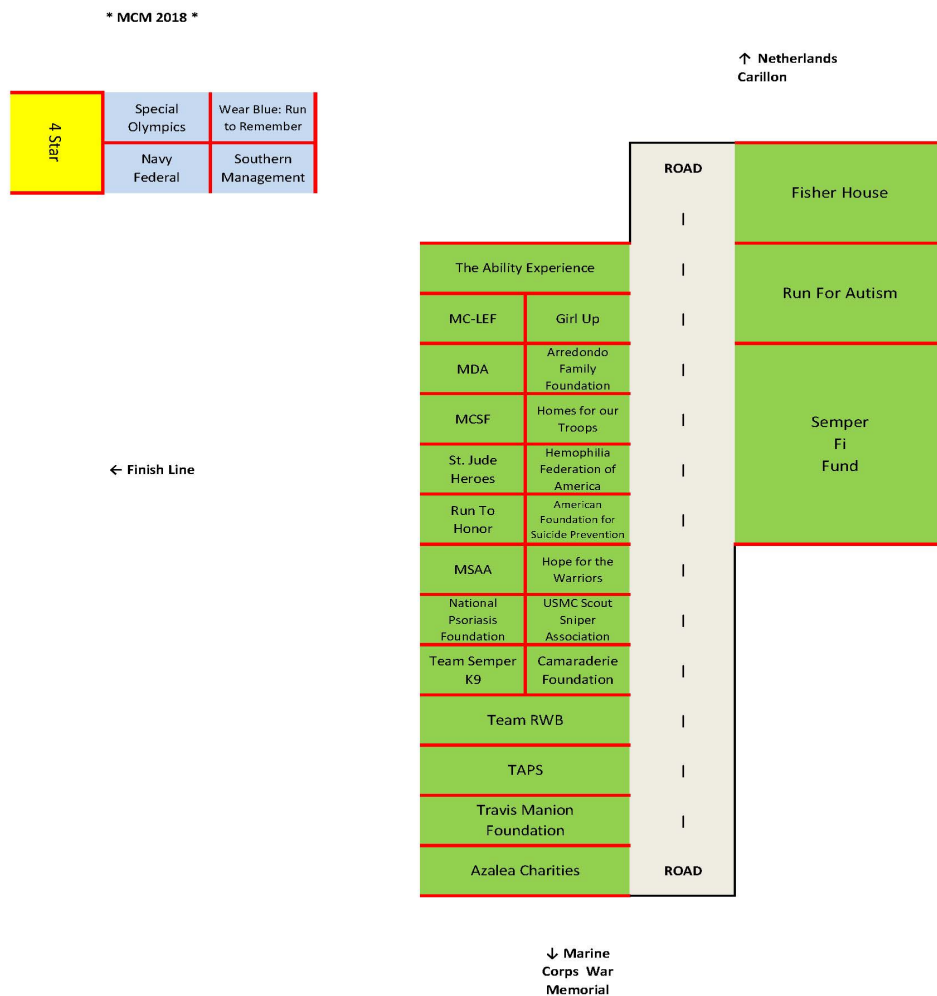 * MCM 2018 *
↑ Netherlands
Carillon
4 Star
Special
Olympics
Wear Blue: Run
to Remember
Navy
Federal
Southern
Management
ROAD
Fisher House
The Ability Experience
Run For Autism
MC-LEF
Girl Up
MDA
Arredondo
Family
Foundation
MCSF
Homes for our
Troops
Semper
Fi
Fund
← Finish Line
St. Jude
Heroes
Hemophilia
Federation of
America
Run To
Honor
American
Foundation for
Suicide Prevention
MSAA
Hope for the
Warriors
National
Psoriasis
Foundation
USMC Scout
Sniper
Association
Team Semper
K9
Camaraderie
Foundation
Team RWB
TAPS
Travis Manion
Foundation
Azalea Charities
ROAD
↓ Marine
Corps War
Memorial